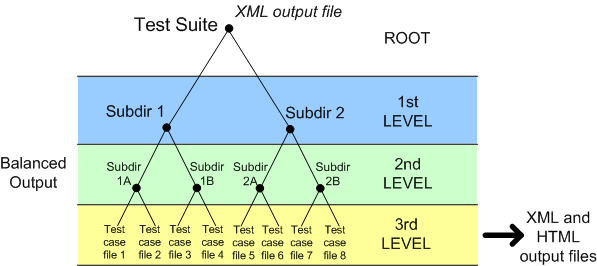 XML output file
Test Suite
ROOT
Subdir 1
Subdir 2
1st
LEVEL
Balanced
Output
Subdir
1A
Subdir
1B
Subdir
2A
Subdir
2B
2nd
LEVEL
Test
case
file 1
Test
case
file 2
Test
case
file 3
Test
case
file 4
Test
case
file 5
Test
case
file 6
Test
case
file 7
Test
case
file 8
3rd
LEVEL
XML and
HTML
output files